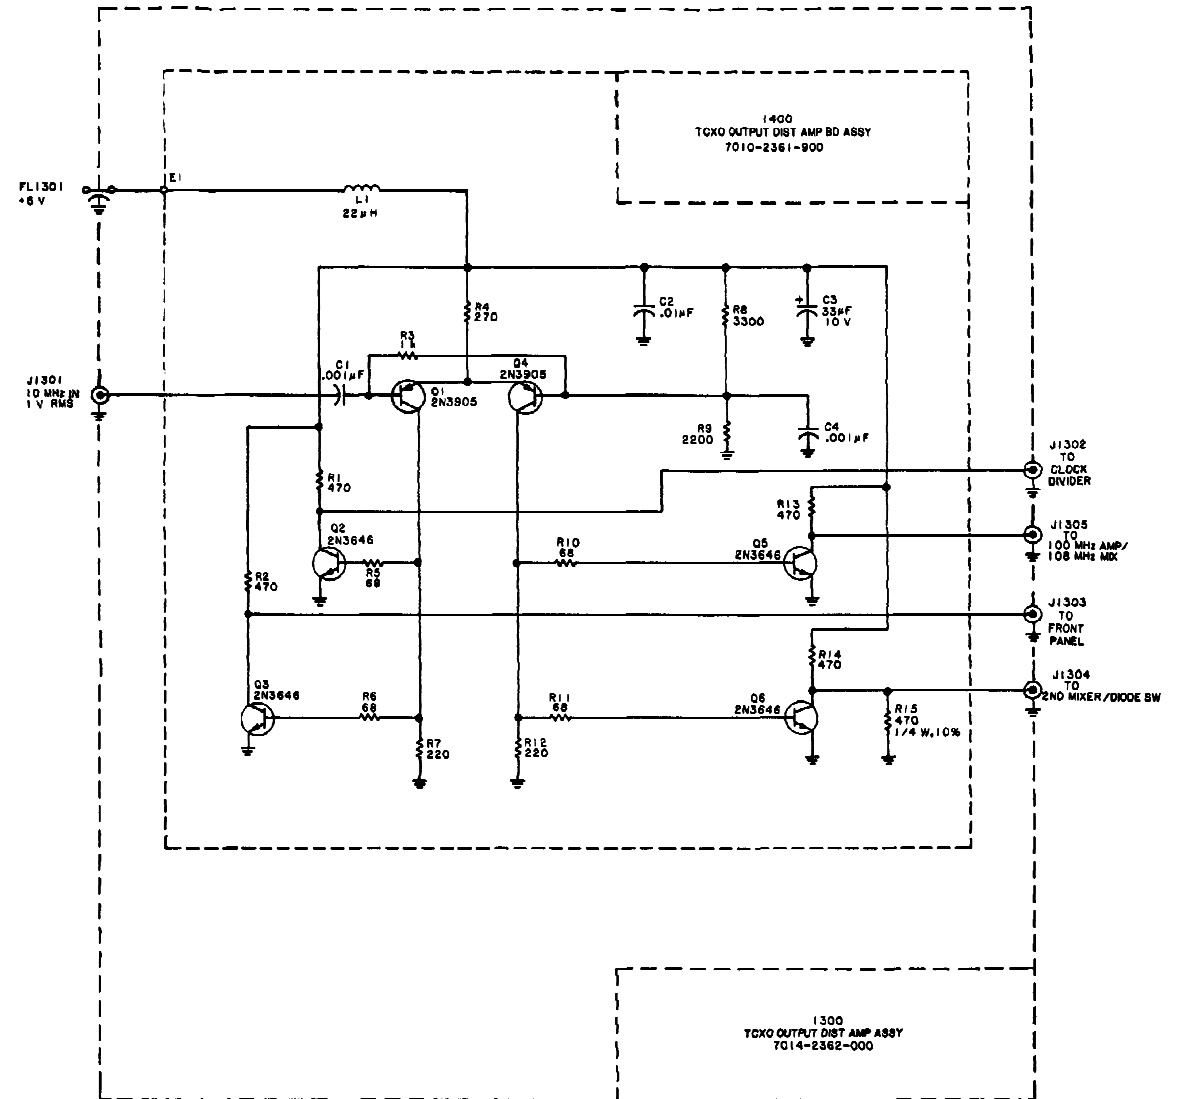 1400
TCXO OUTPUT DIST AMP BD ASSY
7010-2361-900
E1
FL1301
+6 V
L1
22µH
R4
270
C2
.01µF
R8
3300
C3
+
33µF
10 V
R3
1K
C1
.001µF
Q4
2N3905
J1301
10 MHz IN
1 V RMS
Q1
2N3905
R9
2200
C4
.001µF
J1302
TO
CLOCK
DIVIDER
R1
470
R13
470
Q2
2N3646
R10
68
Q5
2N3646
J1305
TO
100 MHz AMP/
108 MHz MIX
R2
470
R5
68
J1303
TO
FRONT
PANEL
R14
470
Q3
2N3646
R6
68
R11
68
Q6
2N3646
J1304
TO
2ND MIXER/DIODE SW
R15
470
1/4 W,10%
R7
220
R12
220
1300
TCXO OUTPUT DIST AMP ASSY
7014-2362-000